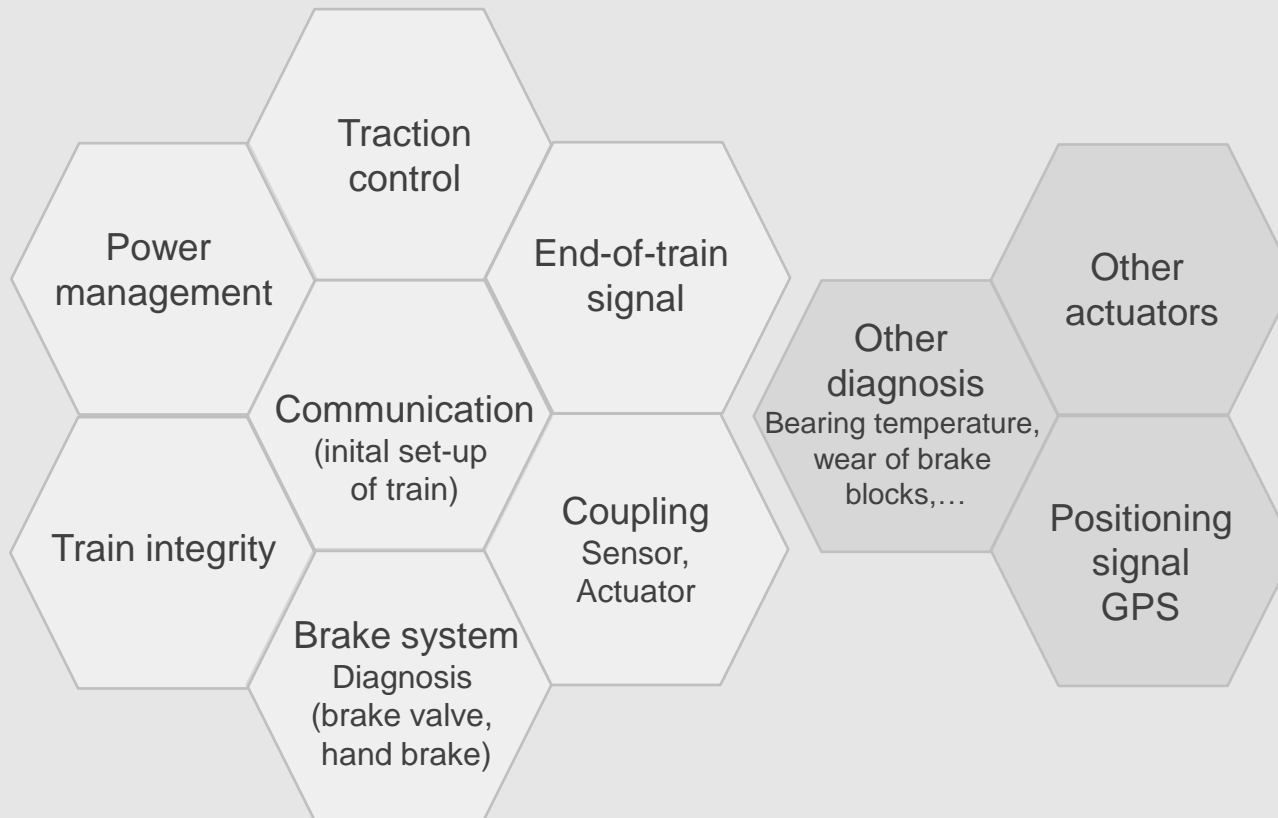 Traction
control
Power
management
End-of-train
signal
Communication
(inital set-up
of train)
Train integrity
Coupling
Sensor,
Actuator
Brake system
Diagnosis
(brake valve,
hand brake)
Other
diagnosis
Bearing temperature,
wear of brake
blocks,…
Other
actuators
Positioning
signal
GPS